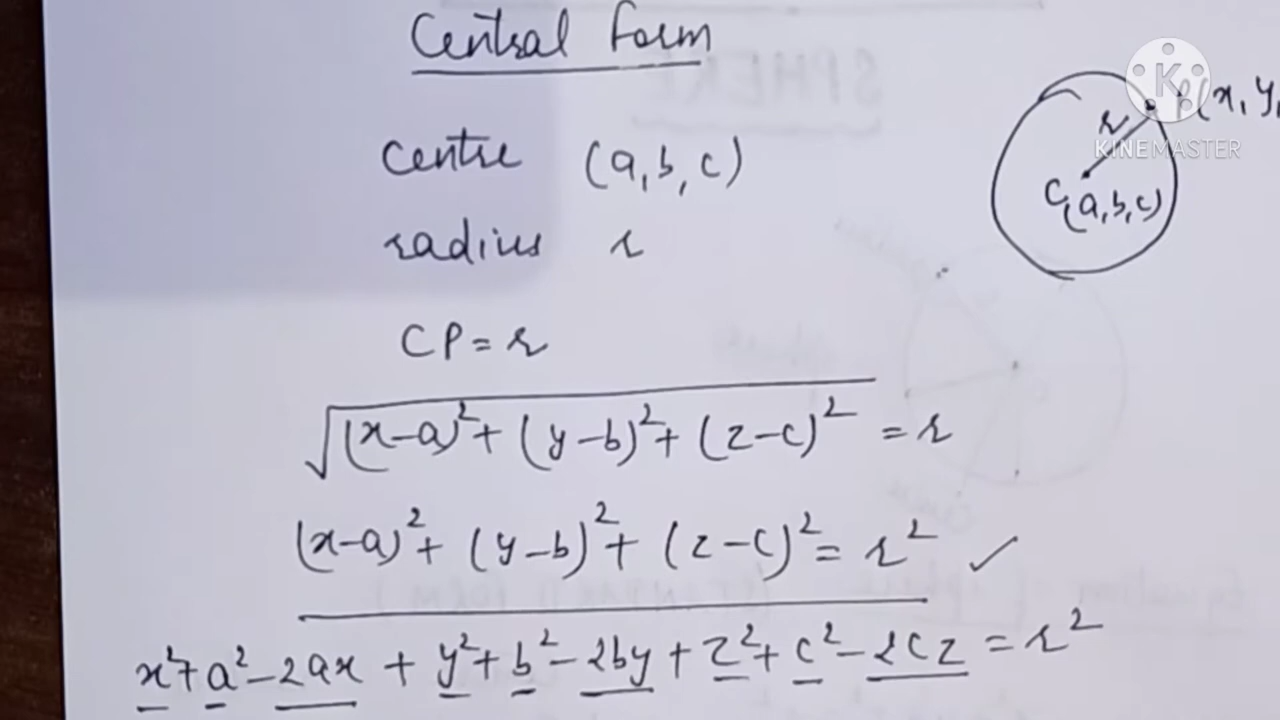 Central Form
centre (a, b, c)
radius r
CP = r
√(x-a)²+ (y-b)²+ (z-c)² = r
(x-a)²+ (y-b)²+ (z-c)²= r² ✓
x²+a²-2ax + y²+b²-2by + z²+c²-2cz = r²
P(x, y,
r
C(a,b,c)
K
KINEMASTER
SPHERE